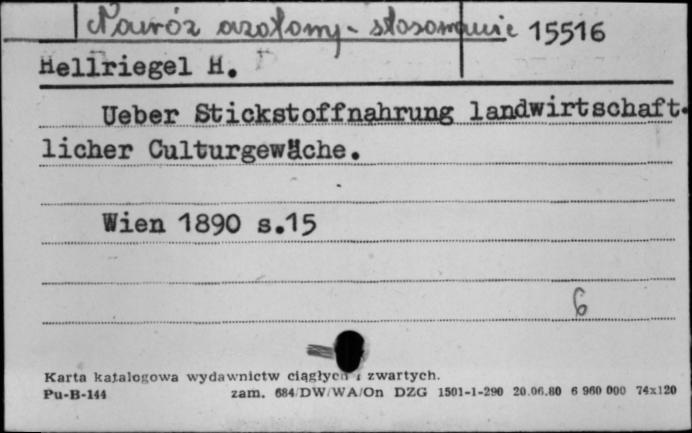 Nawóz azotowy - stosowanie 15516
Hellriegel H.
Ueber Stickstoffnahrung landwirtschaft-
licher Culturgewäche.
Wien 1890 s.15
6
Karta katalogowa wydawnictw ciągłych i zwartych.
Pu-B-144 zam. 684/DW/WA/On DZG 1501-1-290 20.06.80 6 960 000 74x120